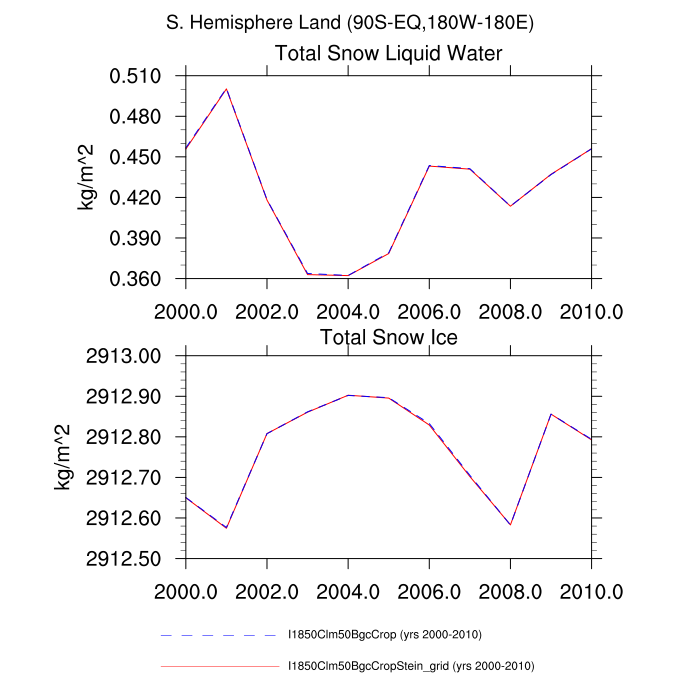 S. Hemisphere Land (90S-EQ,180W-180E)
Total Snow Liquid Water
0.510
0.480
0.450
0.420
0.390
0.360
kg/m^2
2000.0 2002.0 2004.0 2006.0 2008.0 2010.0
Total Snow Ice
2913.00
2912.90
2912.80
2912.70
2912.60
2912.50
kg/m^2
2000.0 2002.0 2004.0 2006.0 2008.0 2010.0
I1850Clm50BgcCrop (yrs 2000-2010)
I1850Clm50BgcCropStein_grid (yrs 2000-2010)